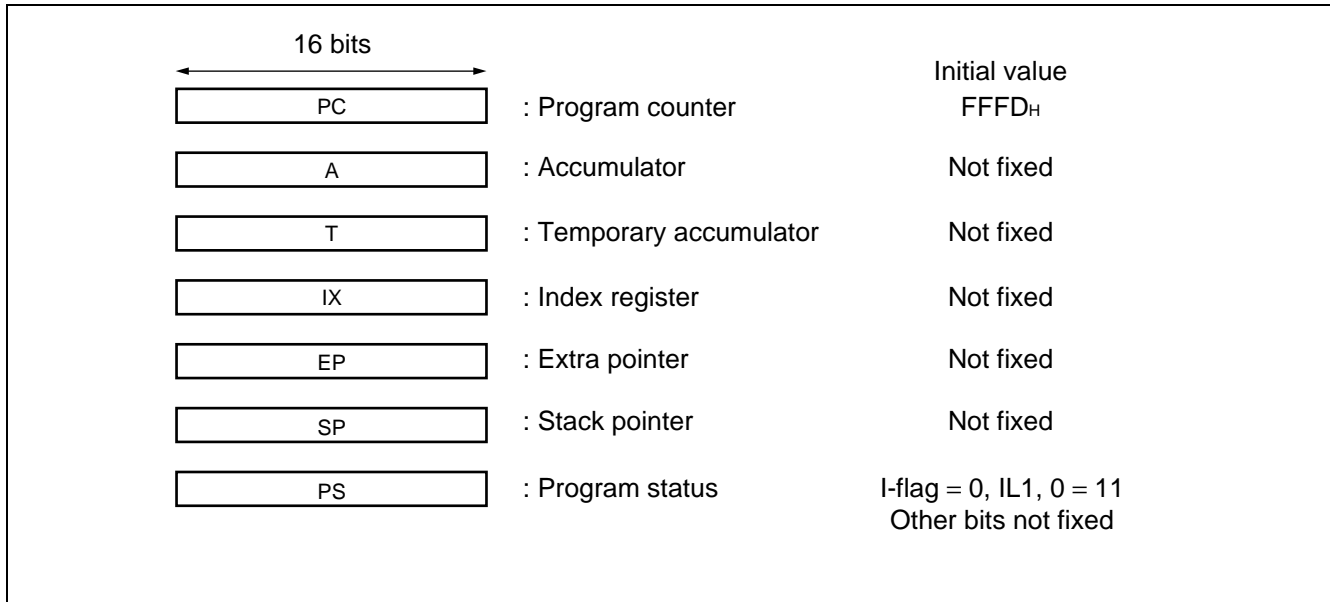 16 bits
Initial value
PC : Program counter FFFDH
A : Accumulator Not fixed
T : Temporary accumulator Not fixed
IX : Index register Not fixed
EP : Extra pointer Not fixed
SP : Stack pointer Not fixed
PS : Program status I-flag = 0, IL1, 0 = 11
Other bits not fixed